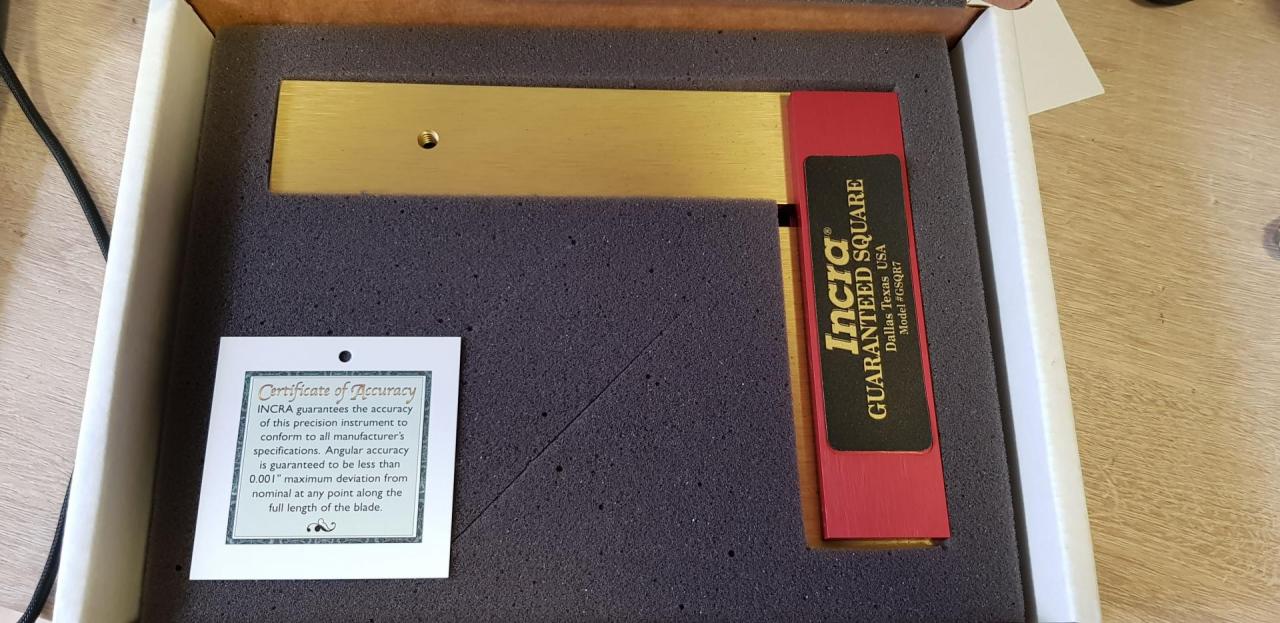 Certificate of Accuracy
INCRA guarantees the accuracy
of this precision instrument to
conform to all manufacturer's
specifications. Angular accuracy
is guaranteed to be less than
0.001" maximum deviation from
nominal at any point along the
full length of the blade.
Incra®
GUARANTEED SQUARE
Dallas Texas USA
Model #GSQR7